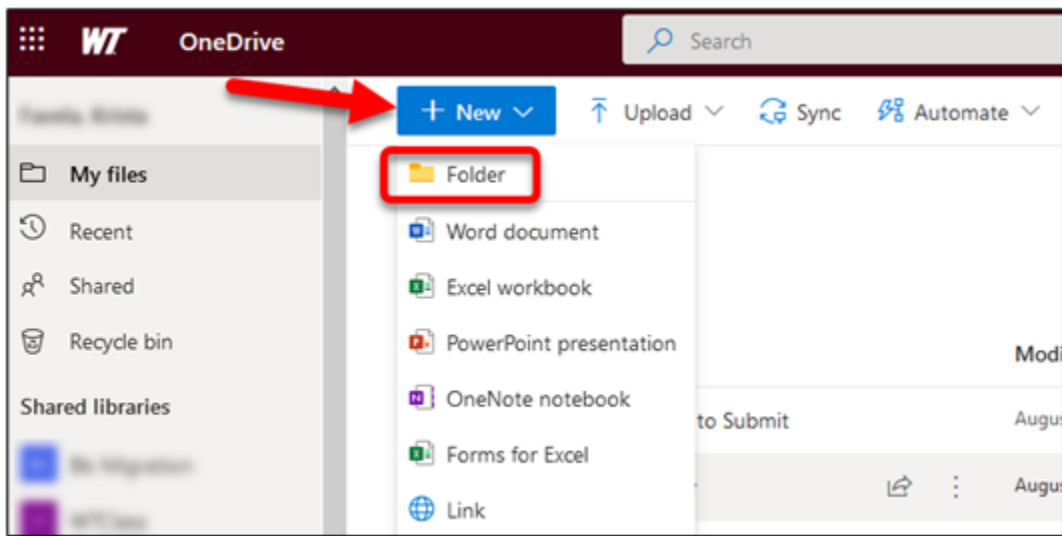 WT OneDrive Search
+ New Upload Sync Automate
My files
Recent
Shared
Recycle bin
Shared libraries
Folder
Word document
Excel workbook
PowerPoint presentation
OneNote notebook
Forms for Excel
Link
Modi
to Submit Augus
Augus